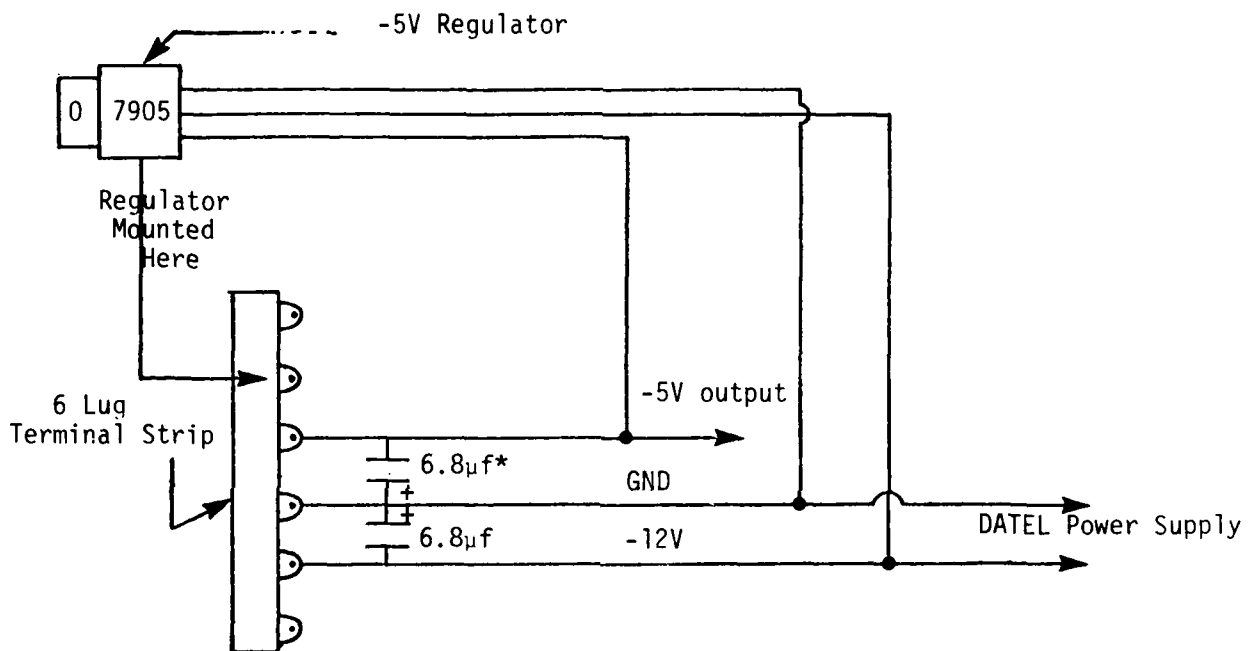 -5V Regulator
O 7905
Regulator
Mounted
Here
6 Lug
Terminal Strip
-5V output
6.8µf*
+
GND
+
6.8µf
-12V
DATEL Power Supply